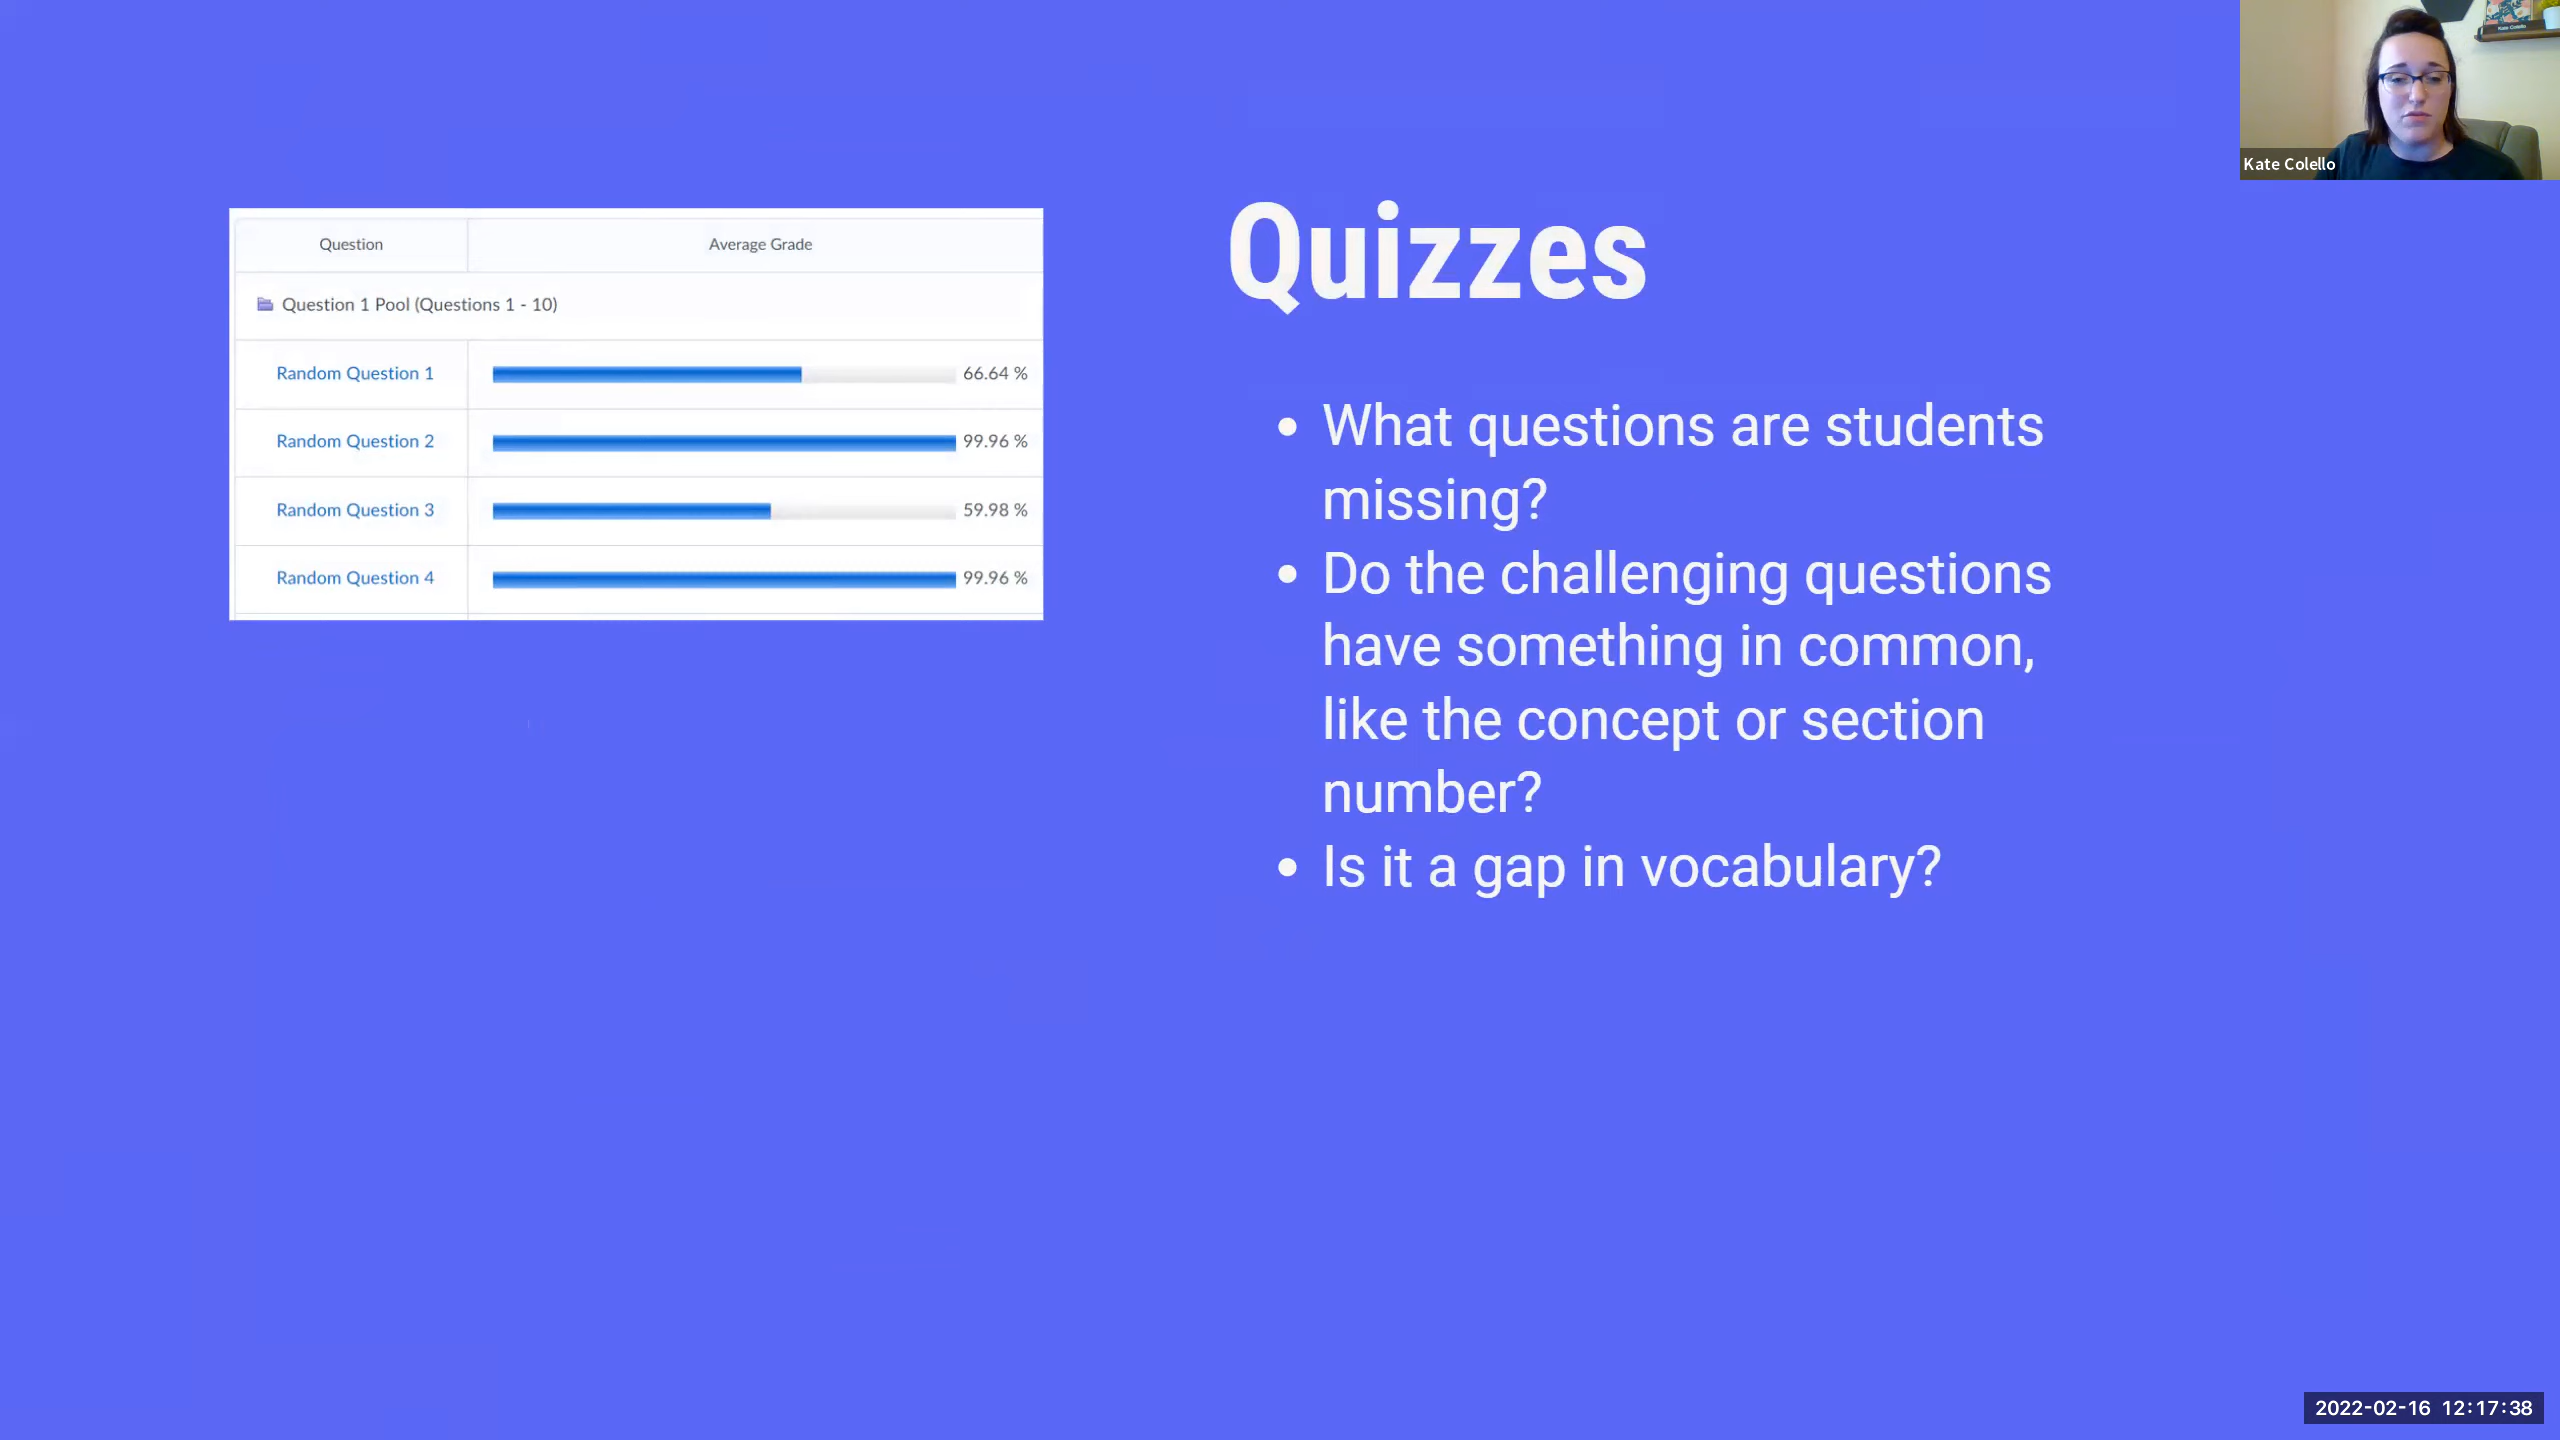 Question Average Grade
Question 1 Pool (Questions 1 - 10)
Random Question 1 66.64 %
Random Question 2 99.96 %
Random Question 3 59.98 %
Random Question 4 99.96 %
Quizzes
• What questions are students
missing?
• Do the challenging questions
have something in common,
like the concept or section
number?
• Is it a gap in vocabulary?
Kate Colello
Kate Colello
2022-02-16 12:17:38